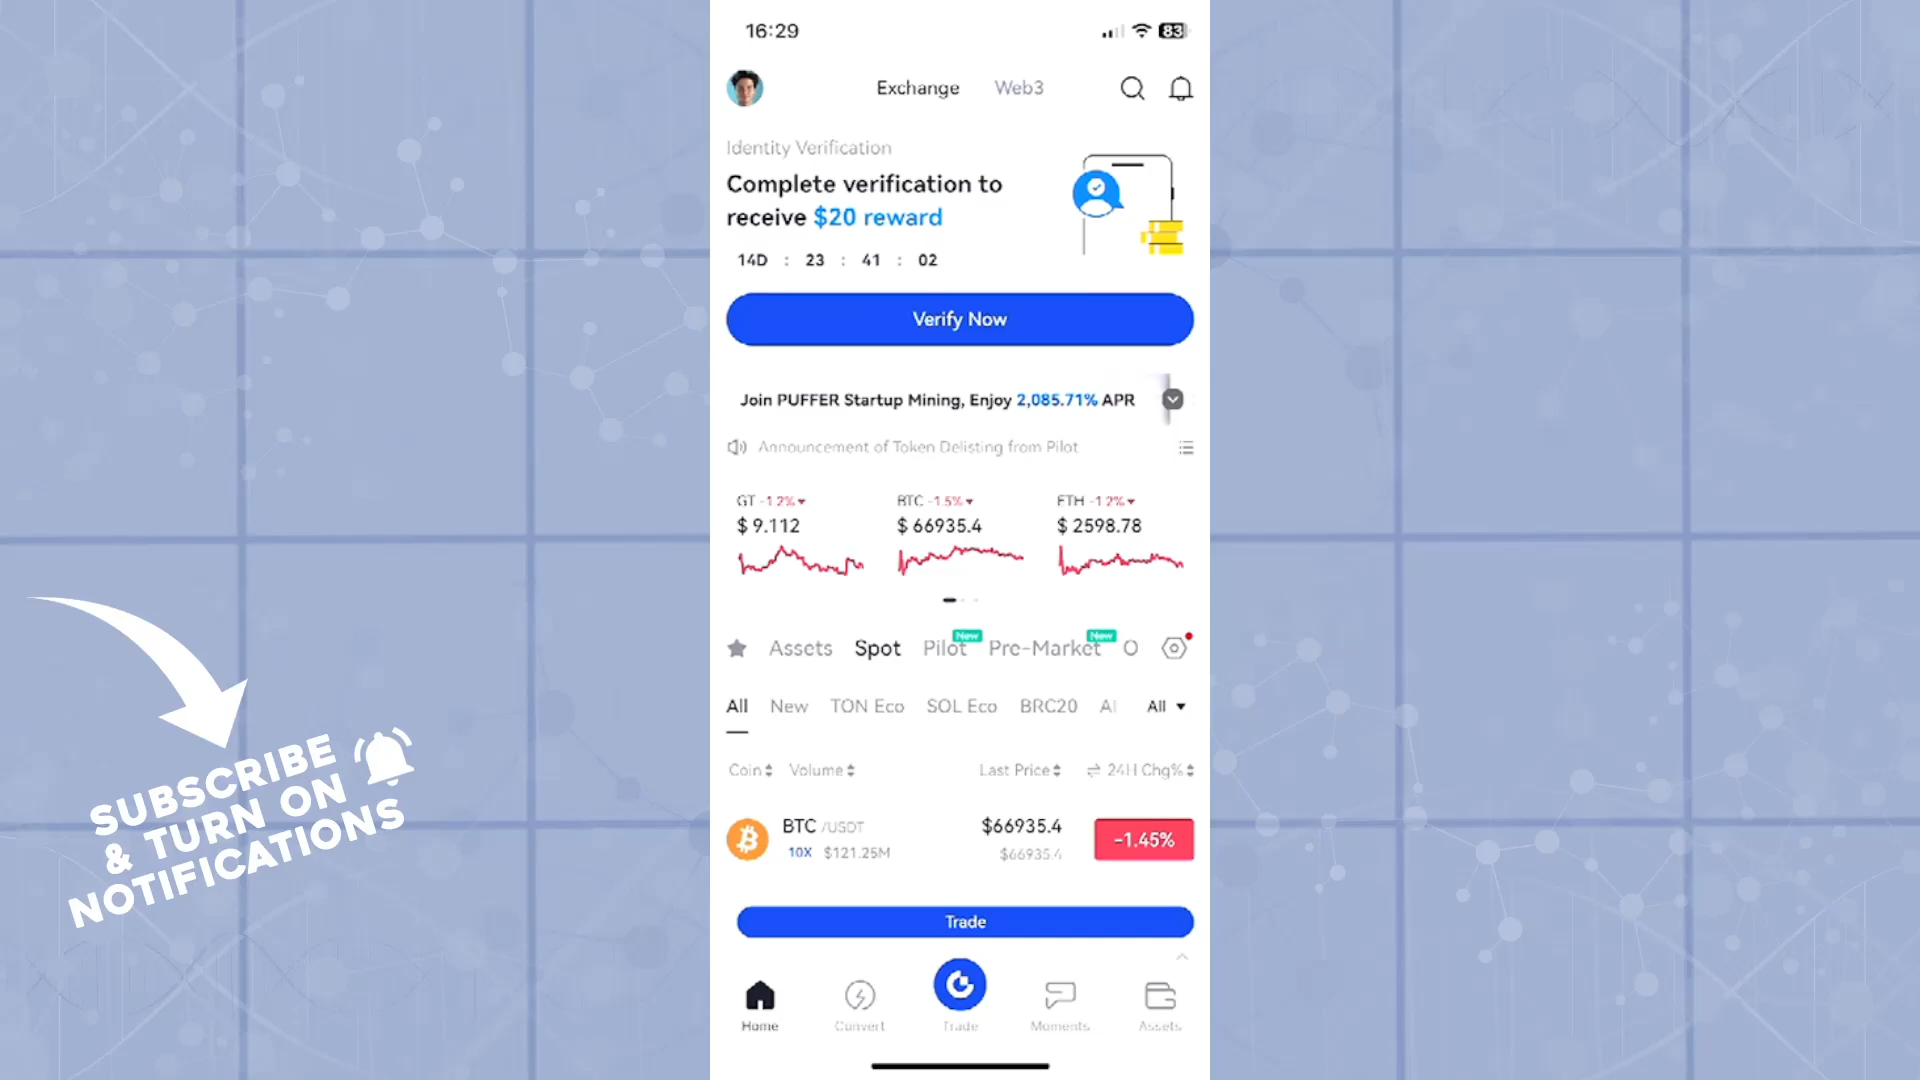 16:29
83
Exchange Web3
Identity Verification
Complete verification to
receive $20 reward
14D : 23 : 41 : 02
Verify Now
Join PUFFER Startup Mining, Enjoy 2,085.71% APR
Announcement of Token Delisting from Pilot
GT -1.2% BTC -1.5% ETH -1.2%
$ 9.112 $ 66935.4 $ 2598.78
New New
Assets Spot Pilot Pre-Market O
All New TON Eco SOL Eco BRC20 AI All
Coin Volume Last Price 24H Chg%
BTC /USDT $66935.4 -1.45%
10X $121.25M $66935.4
Trade
Home Convert Trade Moments Assets
SUBSCRIBE
& TURN ON
NOTIFICATIONS